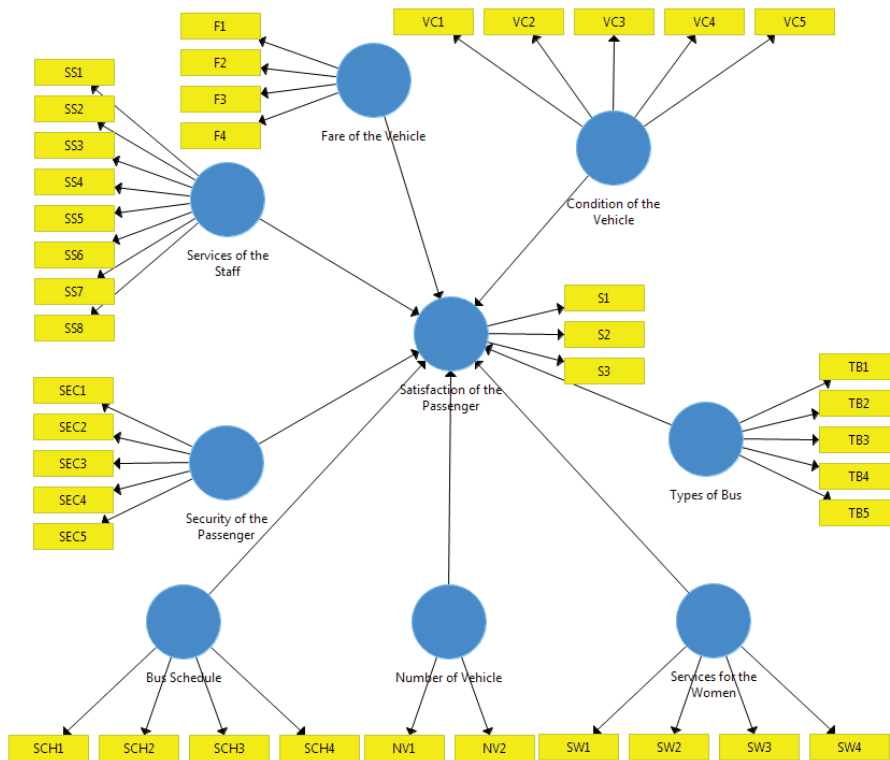 F1
F2
F3
F4
Fare of the Vehicle
VC1
VC2
VC3
VC4
VC5
Condition of the
Vehicle
SS1
SS2
SS3
SS4
SS5
SS6
SS7
SS8
Services of the
Staff
S1
S2
S3
Satisfaction of the
Passenger
TB1
TB2
TB3
TB4
TB5
Types of Bus
SEC1
SEC2
SEC3
SEC4
SEC5
Security of the
Passenger
Bus Schedule
SCH1
SCH2
SCH3
SCH4
Number of Vehicle
NV1
NV2
Services for the
Women
SW1
SW2
SW3
SW4